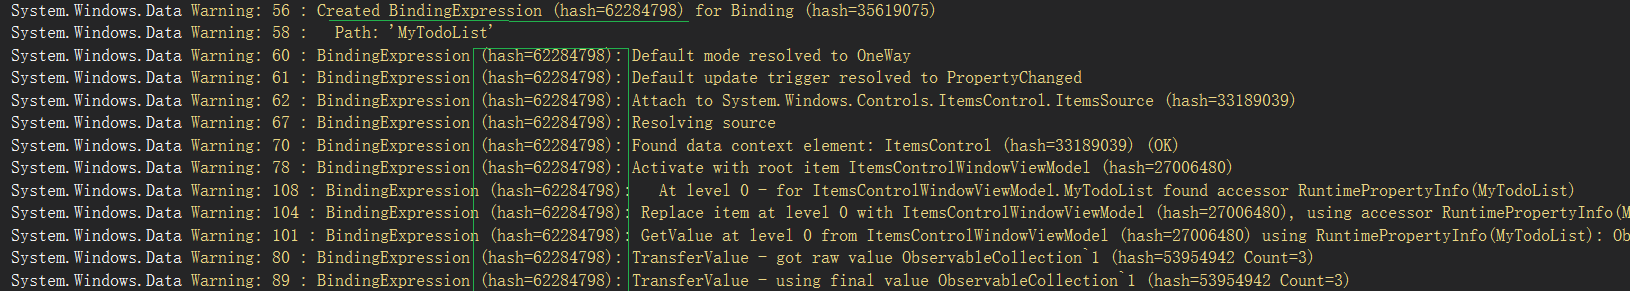 System.Windows.Data Warning: 56 : Created BindingExpression (hash=62284798) for Binding (hash=35619075)
System.Windows.Data Warning: 58 :   Path: 'MyTodoList'
System.Windows.Data Warning: 60 : BindingExpression (hash=62284798): Default mode resolved to OneWay
System.Windows.Data Warning: 61 : BindingExpression (hash=62284798): Default update trigger resolved to PropertyChanged
System.Windows.Data Warning: 62 : BindingExpression (hash=62284798): Attach to System.Windows.Controls.ItemsControl.ItemsSource (hash=33189039)
System.Windows.Data Warning: 67 : BindingExpression (hash=62284798): Resolving source
System.Windows.Data Warning: 70 : BindingExpression (hash=62284798): Found data context element: ItemsControl (hash=33189039) (OK)
System.Windows.Data Warning: 78 : BindingExpression (hash=62284798): Activate with root item ItemsControlWindowViewModel (hash=27006480)
System.Windows.Data Warning: 108 : BindingExpression (hash=62284798):   At level 0 - for ItemsControlWindowViewModel.MyTodoList found accessor RuntimePropertyInfo(MyTodoList)
System.Windows.Data Warning: 104 : BindingExpression (hash=62284798): Replace item at level 0 with ItemsControlWindowViewModel (hash=27006480), using accessor RuntimePropertyInfo(M
System.Windows.Data Warning: 101 : BindingExpression (hash=62284798): GetValue at level 0 from ItemsControlWindowViewModel (hash=27006480) using RuntimePropertyInfo(MyTodoList): Ob
System.Windows.Data Warning: 80 : BindingExpression (hash=62284798): TransferValue - got raw value ObservableCollection`1 (hash=53954942 Count=3)
System.Windows.Data Warning: 89 : BindingExpression (hash=62284798): TransferValue - using final value ObservableCollection`1 (hash=53954942 Count=3)